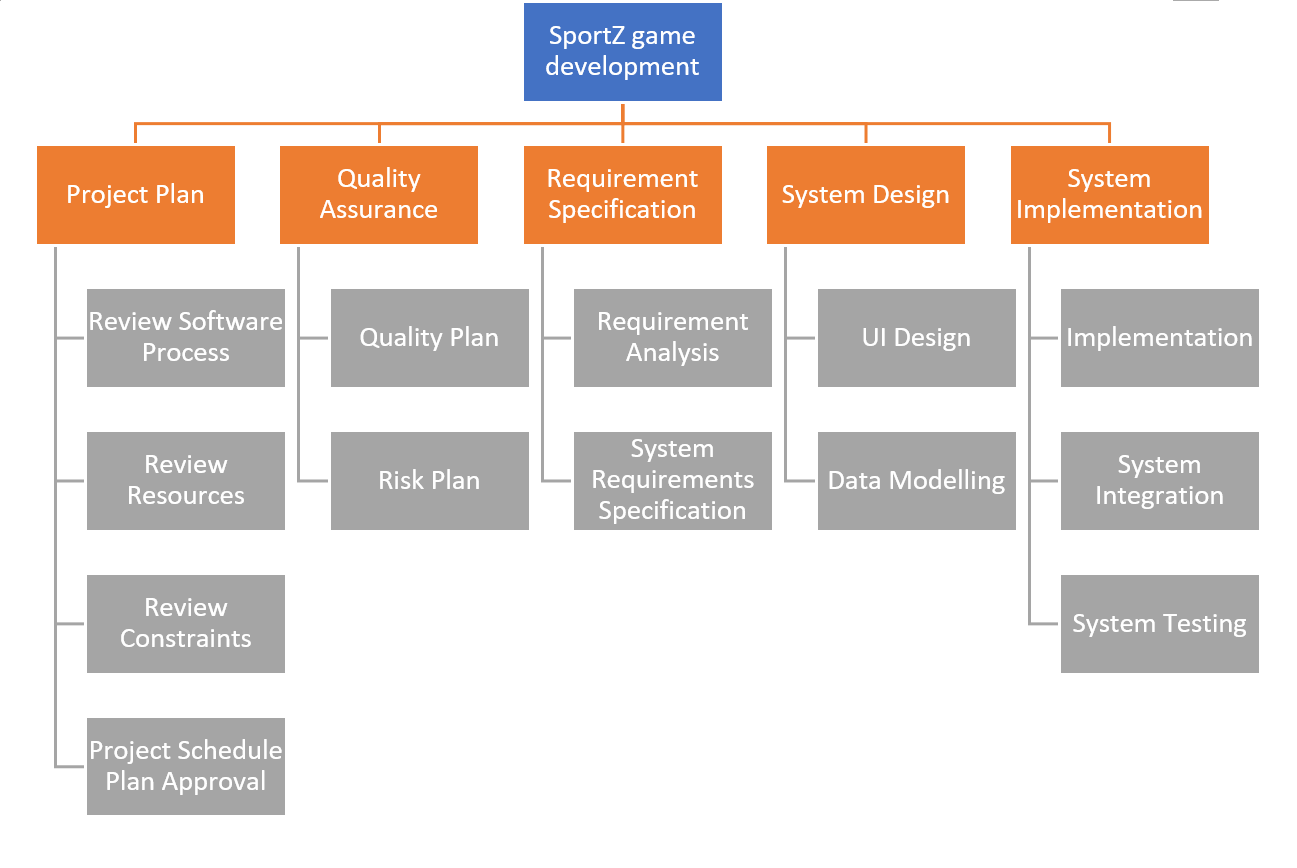 SportZ game
development
Project Plan
Quality
Assurance
Requirement
Specification
System Design
System
Implementation
Review Software
Process
Review
Resources
Review
Constraints
Project Schedule
Plan Approval
Quality Plan
Risk Plan
Requirement
Analysis
System
Requirements
Specification
UI Design
Data Modelling
Implementation
System
Integration
System Testing